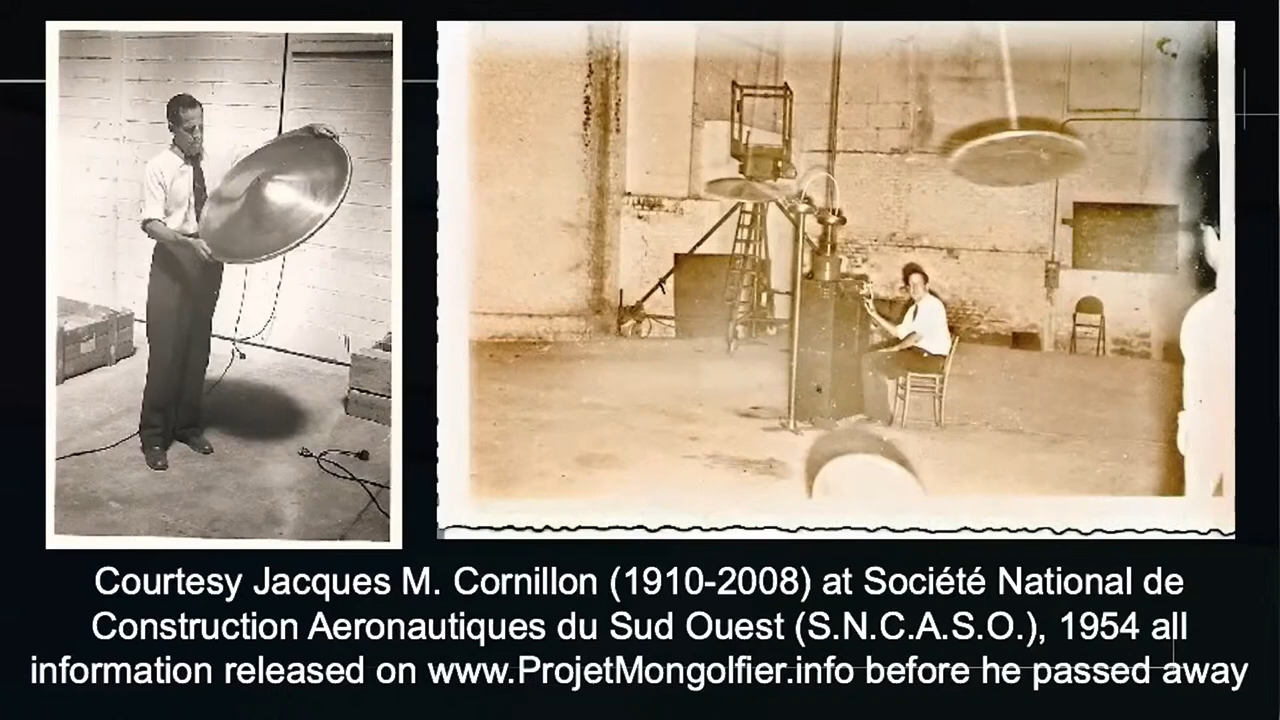 Courtesy Jacques M. Cornillon (1910-2008) at Société National de
Construction Aeronautiques du Sud Ouest (S.N.C.A.S.O.), 1954 all
information released on www.ProjetMongolfier.info before he passed away